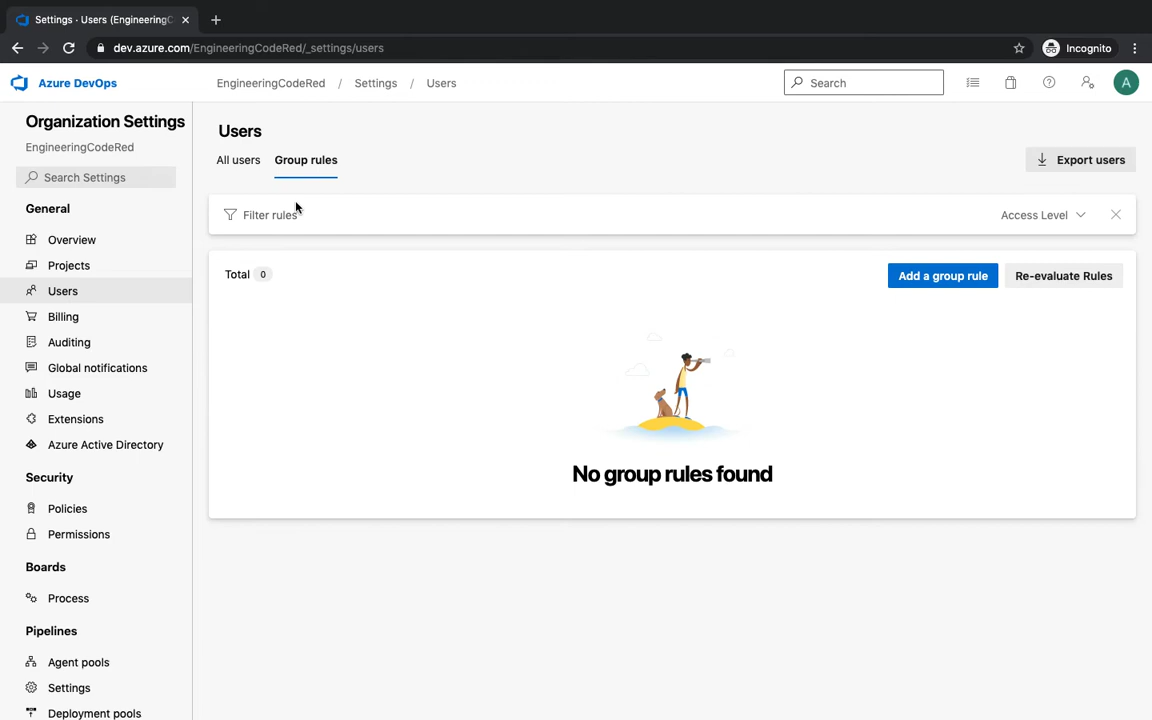 Settings · Users (EngineeringC
dev.azure.com/EngineeringCodeRed/_settings/users
Incognito
Azure DevOps
EngineeringCodeRed / Settings / Users
Search
A
Organization Settings
EngineeringCodeRed
Search Settings
General
Overview
Projects
Users
Billing
Auditing
Global notifications
Usage
Extensions
Azure Active Directory
Security
Policies
Permissions
Boards
Process
Pipelines
Agent pools
Settings
Deployment pools
Users
All users
Group rules
Export users
Filter rules
Access Level
Total 0
Add a group rule
Re-evaluate Rules
No group rules found